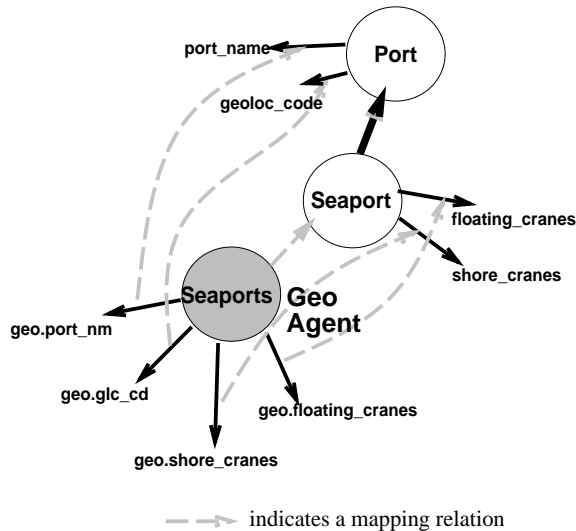 port_name
Port
geoloc_code
Seaport
floating_cranes
shore_cranes
Seaports
Geo
Agent
geo.port_nm
geo.glc_cd
geo.floating_cranes
geo.shore_cranes
indicates a mapping relation